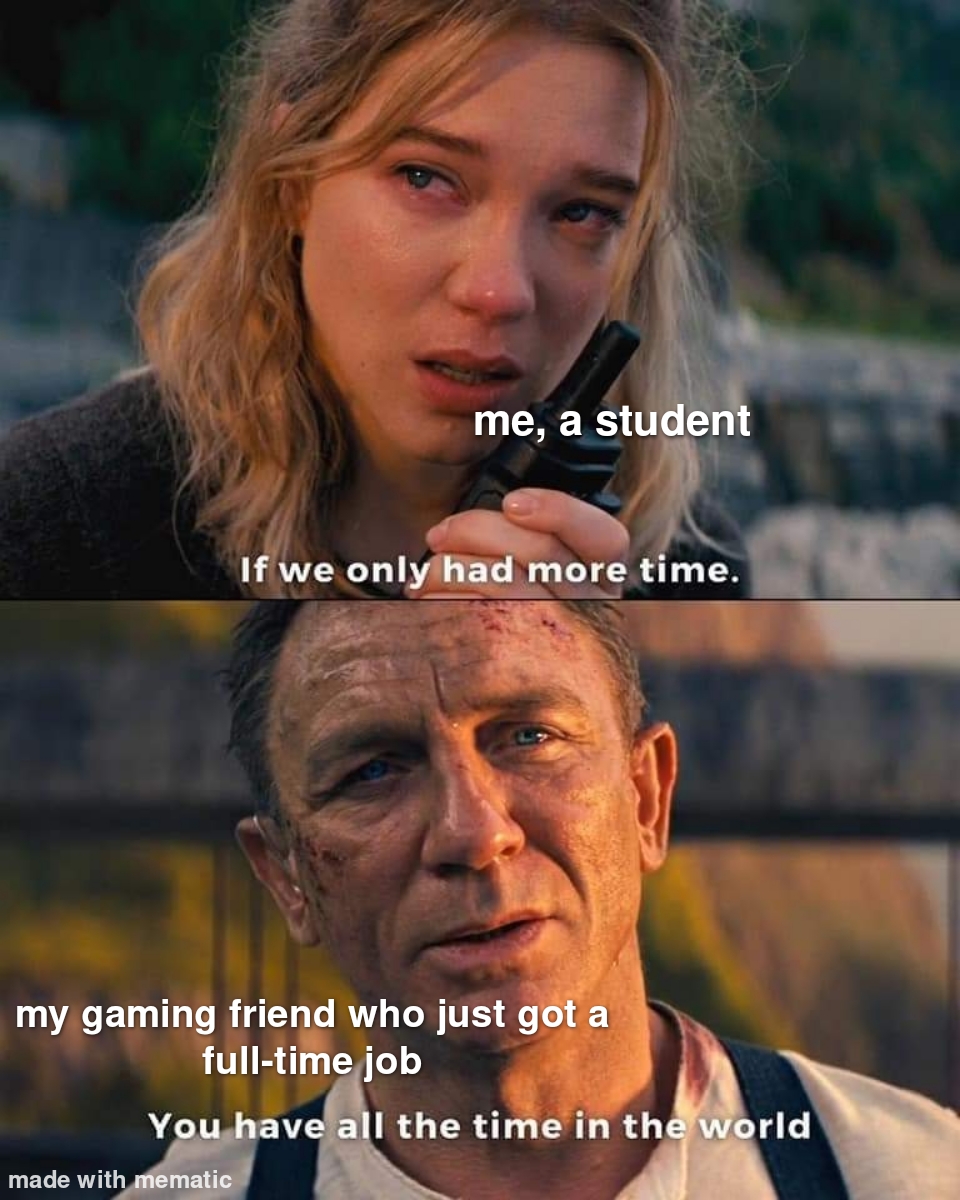 me, a student
If we only had more time.
my gaming friend who just got a
full-time job
You have all the time in the world
made with mematic